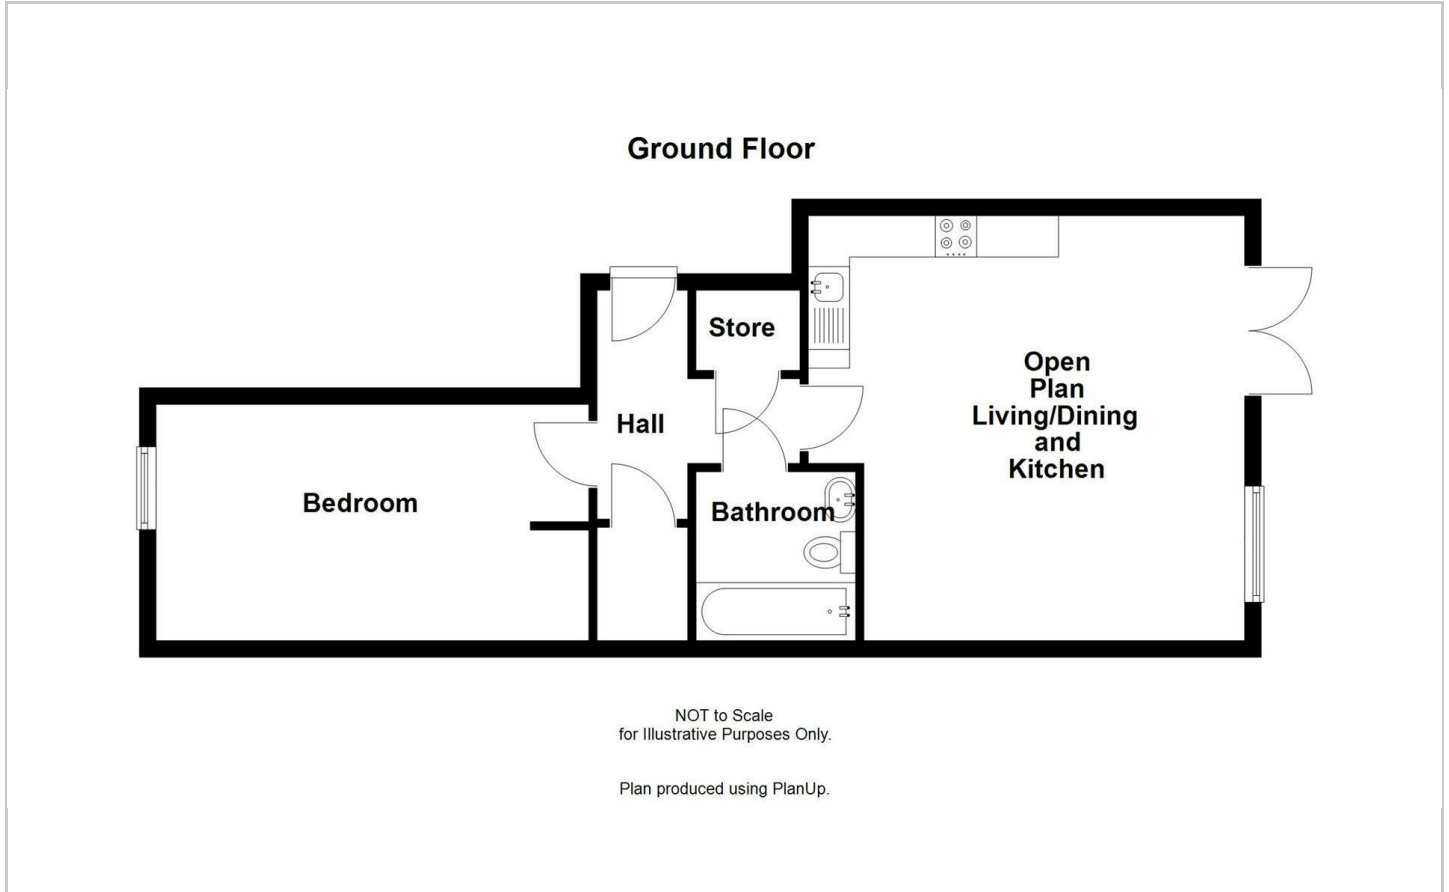 Ground Floor
Store
Open
Plan
Living/Dining
and
Kitchen
Hall
Bedroom
Bathroom
NOT to Scale
for Illustrative Purposes Only.
Plan produced using PlanUp.